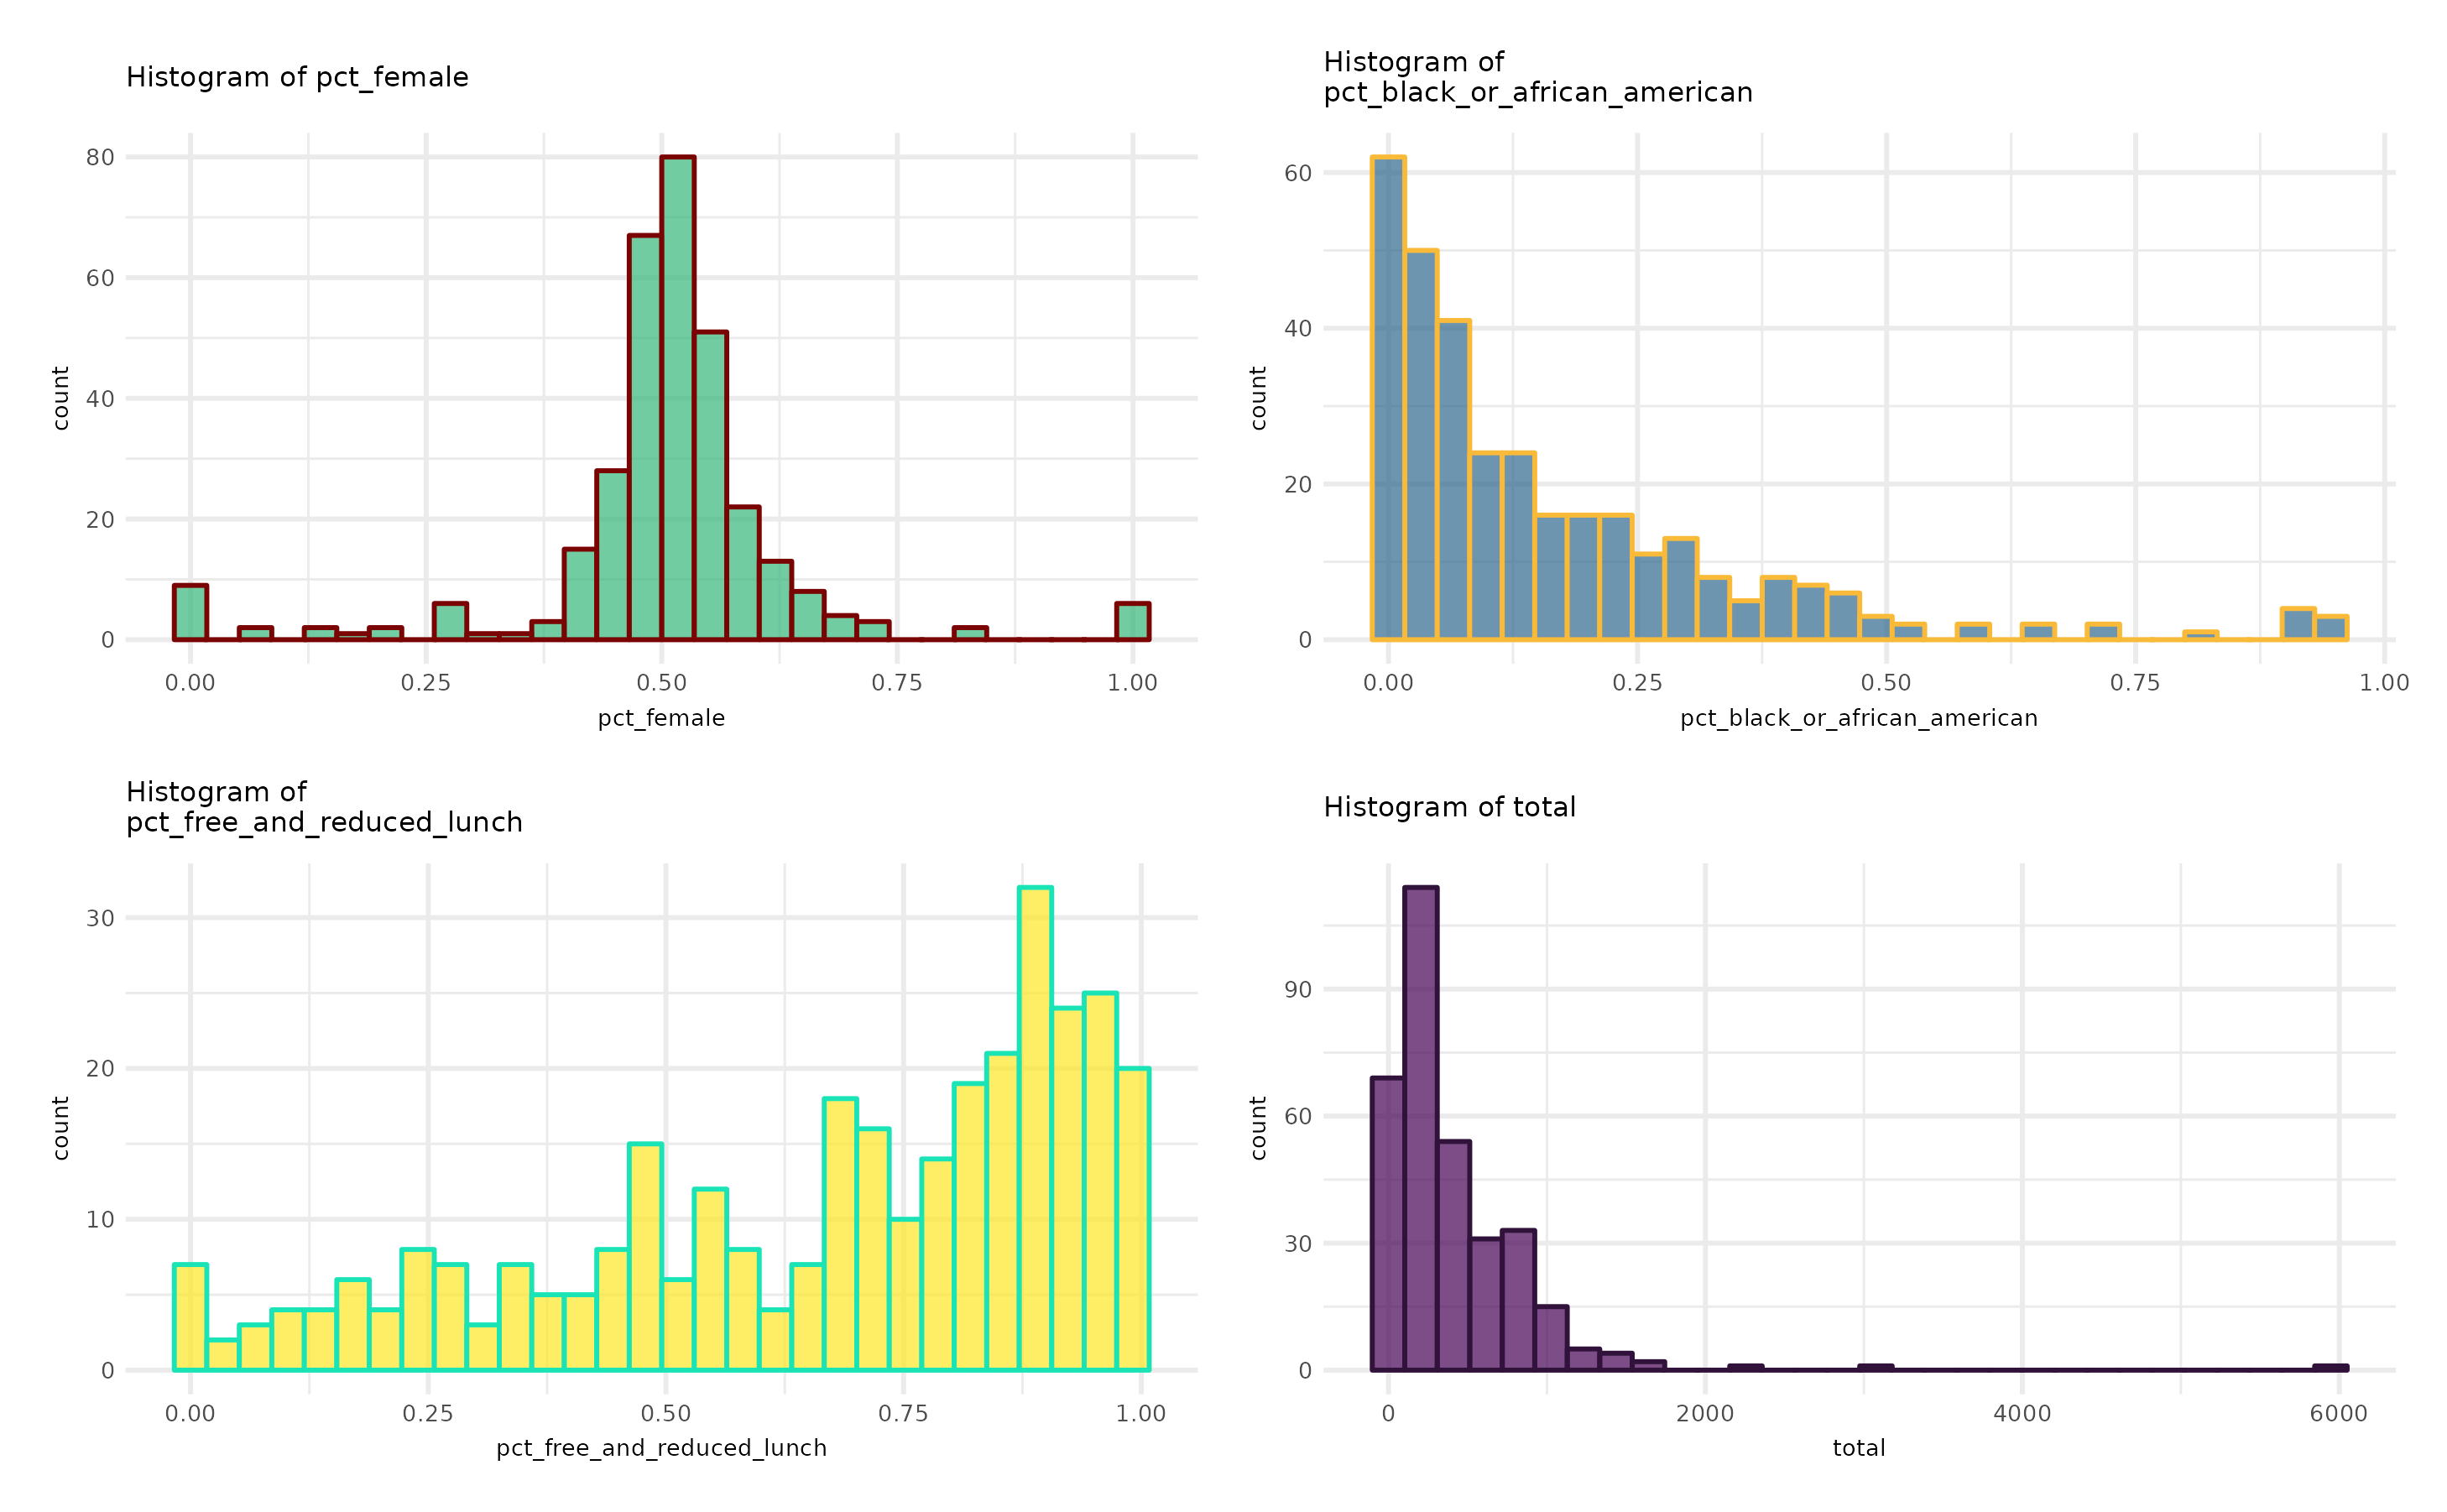 Histogram of pct_female
80
60
40
20
0
count
0.00 0.25 0.50 0.75 1.00
pct_female
Histogram of
pct_black_or_african_american
60
40
20
0
count
0.00 0.25 0.50 0.75 1.00
pct_black_or_african_american
Histogram of
pct_free_and_reduced_lunch
30
20
10
0
count
0.00 0.25 0.50 0.75 1.00
pct_free_and_reduced_lunch
Histogram of total
90
60
30
0
count
0 2000 4000 6000
total